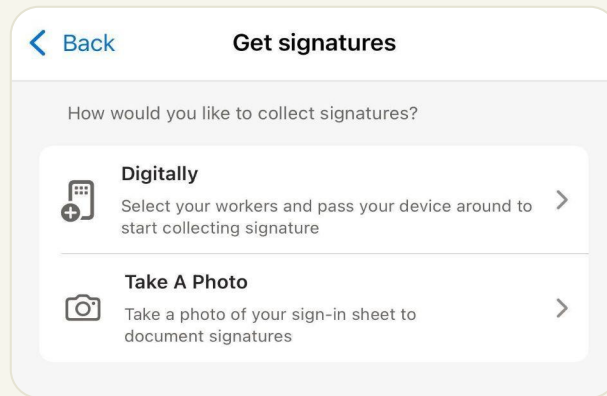 Back
Get signatures
How would you like to collect signatures?
Digitally
Select your workers and pass your device around to
start collecting signature
Take A Photo
Take a photo of your sign-in sheet to
document signatures